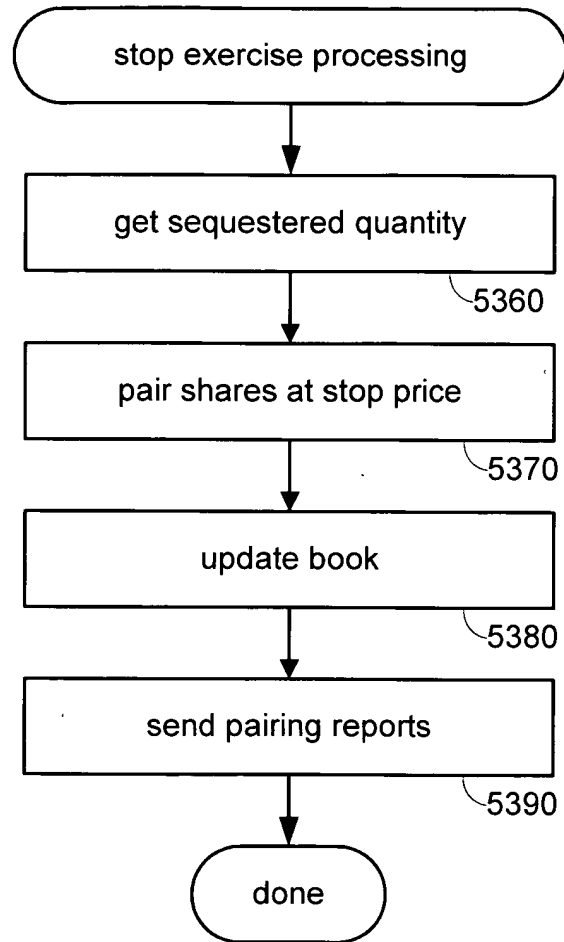 stop exercise processing
get sequestered quantity
5360
pair shares at stop price
5370
update book
5380
send pairing reports
5390
done